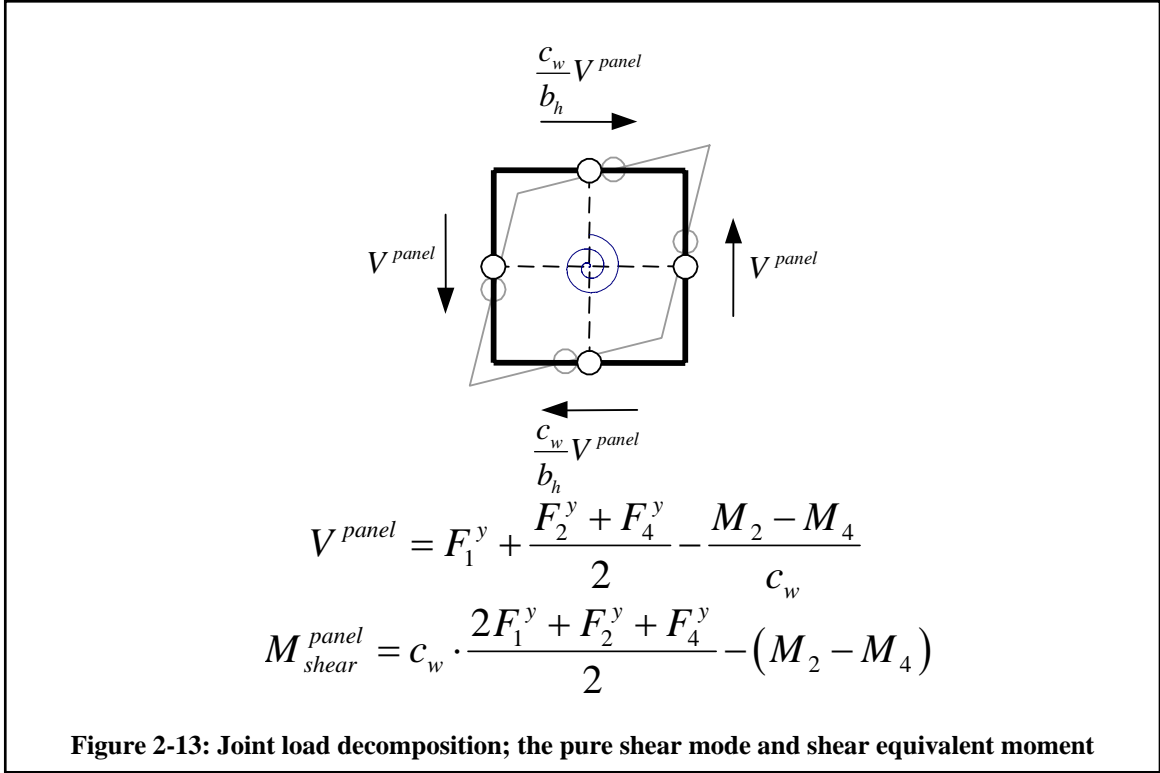 c_w/b_h V^panel
V^panel
V^panel
c_w/b_h V^panel
V^panel = F_1^y + (F_2^y + F_4^y)/2 − (M_2 − M_4)/c_w
M_shear^panel = c_w · (2F_1^y + F_2^y + F_4^y)/2 − (M_2 − M_4)
Figure 2-13: Joint load decomposition; the pure shear mode and shear equivalent moment